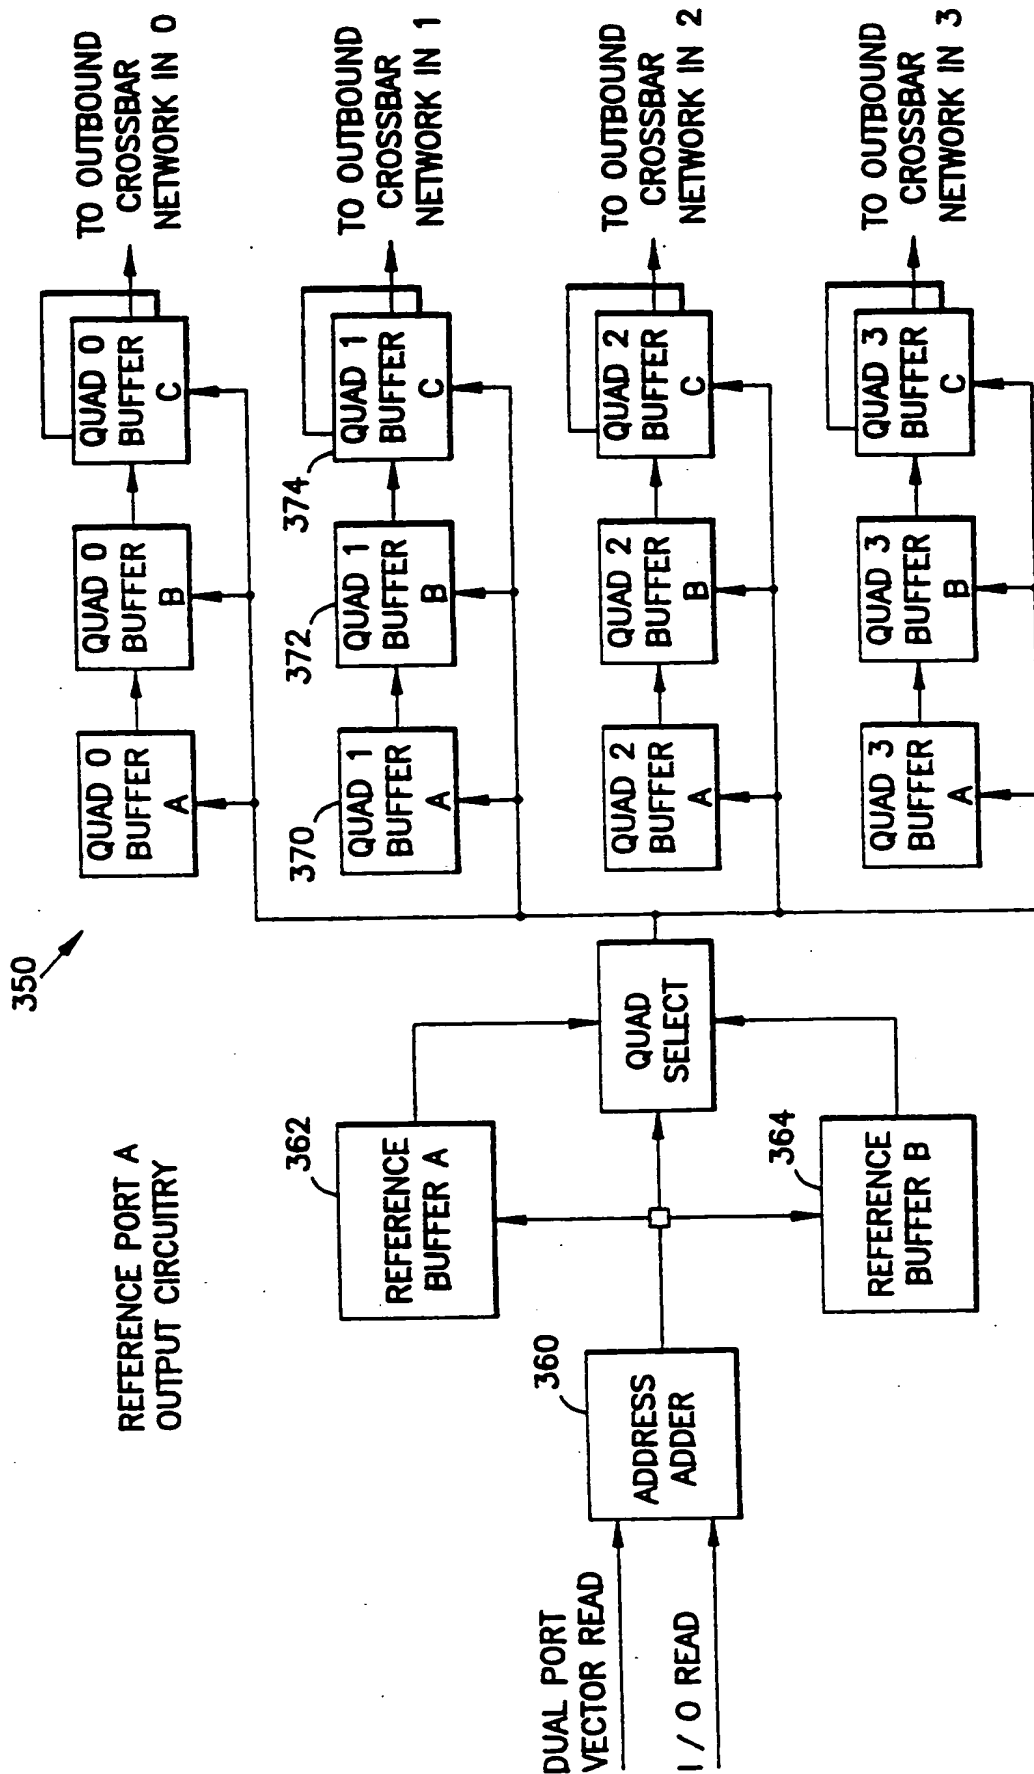 350
REFERENCE PORT A
OUTPUT CIRCUITRY
DUAL PORT
VECTOR READ
I / O READ
360
ADDRESS
ADDER
362
REFERENCE
BUFFER A
364
REFERENCE
BUFFER B
QUAD
SELECT
QUAD 0
BUFFER
A
QUAD 0
BUFFER
B
QUAD 0
BUFFER
C
TO OUTBOUND
CROSSBAR
NETWORK IN 0
370
QUAD 1
BUFFER
A
372
QUAD 1
BUFFER
B
374
QUAD 1
BUFFER
C
TO OUTBOUND
CROSSBAR
NETWORK IN 1
QUAD 2
BUFFER
A
QUAD 2
BUFFER
B
QUAD 2
BUFFER
C
TO OUTBOUND
CROSSBAR
NETWORK IN 2
QUAD 3
BUFFER
A
QUAD 3
BUFFER
B
QUAD 3
BUFFER
C
TO OUTBOUND
CROSSBAR
NETWORK IN 3